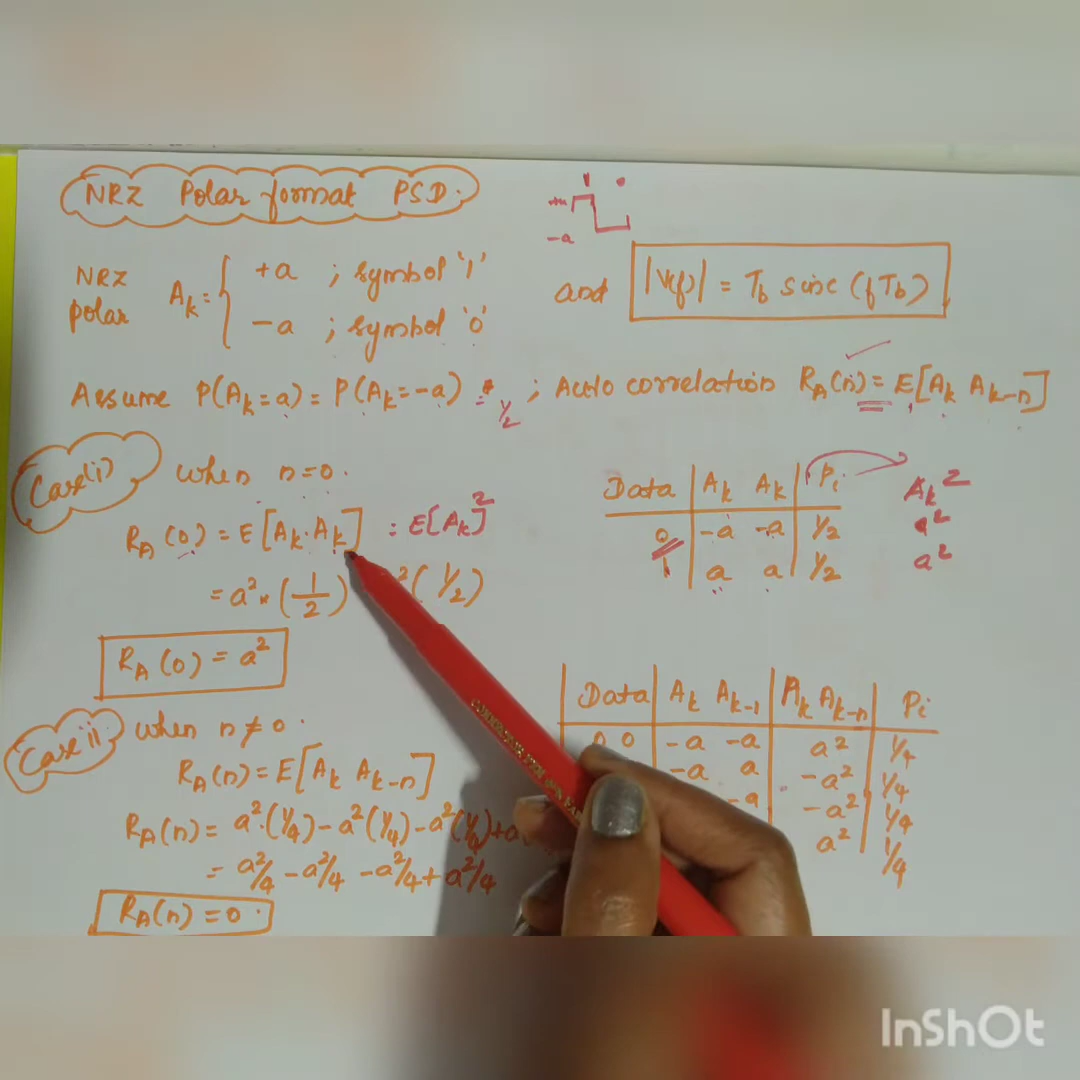 NRZ Polar format PSD.
1 0
+a
-a
NRZ polar Ak = { +a ; symbol '1'
-a ; symbol '0'
and |V(f)| = Tb sinc (fTb)
Assume P(Ak=a) = P(Ak=-a) = 1/2 ; Auto correlation RA(n) = E[Ak Ak-n]
Case(i) when n=0.
RA(0) = E[Ak.Ak] = E[Ak]²
= a² × (1/2) ²(1/2)
RA(0) = a²
Data Ak Ak Pi Ak²
0 -a -a 1/2 a²
1 a a 1/2 a²
Case ii when n≠0.
RA(n) = E[Ak Ak-n]
RA(n) = a².(1/4) - a²(1/4) - a²(1/4) + a
= a²/4 - a²/4 - a²/4 + a²/4
RA(n) = 0.
Data Ak Ak-1 Ak Ak-n Pi
0 0 -a -a a² 1/4
-a a -a² 1/4
-a -a² 1/4
a² 1/4
InShOt